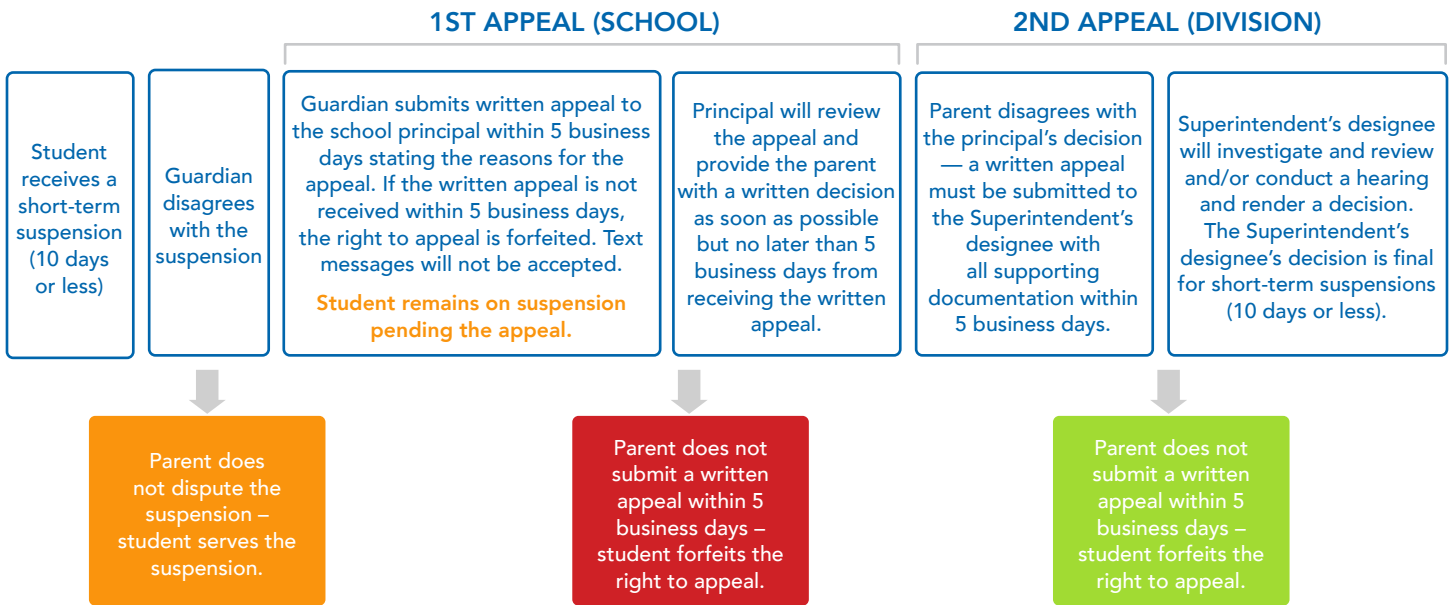 1ST APPEAL (SCHOOL)
2ND APPEAL (DIVISION)
Student
receives a
short-term
suspension
(10 days
or less)
Guardian
disagrees
with the
suspension
Guardian submits written appeal to
the school principal within 5 business
days stating the reasons for the
appeal. If the written appeal is not
received within 5 business days,
the right to appeal is forfeited. Text
messages will not be accepted.
Student remains on suspension
pending the appeal.
Principal will review
the appeal and
provide the parent
with a written decision
as soon as possible
but no later than 5
business days from
receiving the written
appeal.
Parent disagrees with
the principal’s decision
— a written appeal
must be submitted to
the Superintendent’s
designee with
all supporting
documentation within
5 business days.
Superintendent’s designee
will investigate and review
and/or conduct a hearing
and render a decision.
The Superintendent’s
designee’s decision is final
for short-term suspensions
(10 days or less).
Parent does
not dispute the
suspension –
student serves the
suspension.
Parent does not
submit a written
appeal within 5
business days –
student forfeits the
right to appeal.
Parent does not
submit a written
appeal within 5
business days –
student forfeits the
right to appeal.